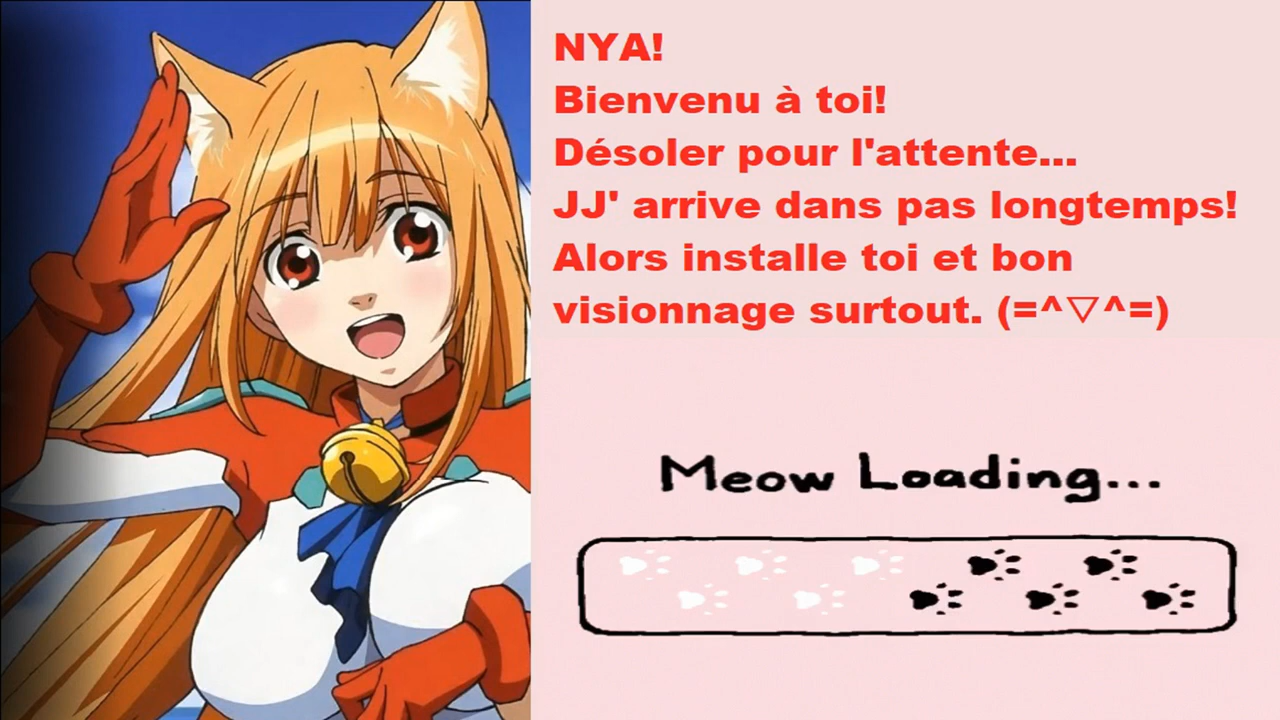 NYA!
Bienvenu à toi!
Désoler pour l'attente...
JJ' arrive dans pas longtemps!
Alors installe toi et bon
visionnage surtout. (=^▽^=)
Meow Loading...